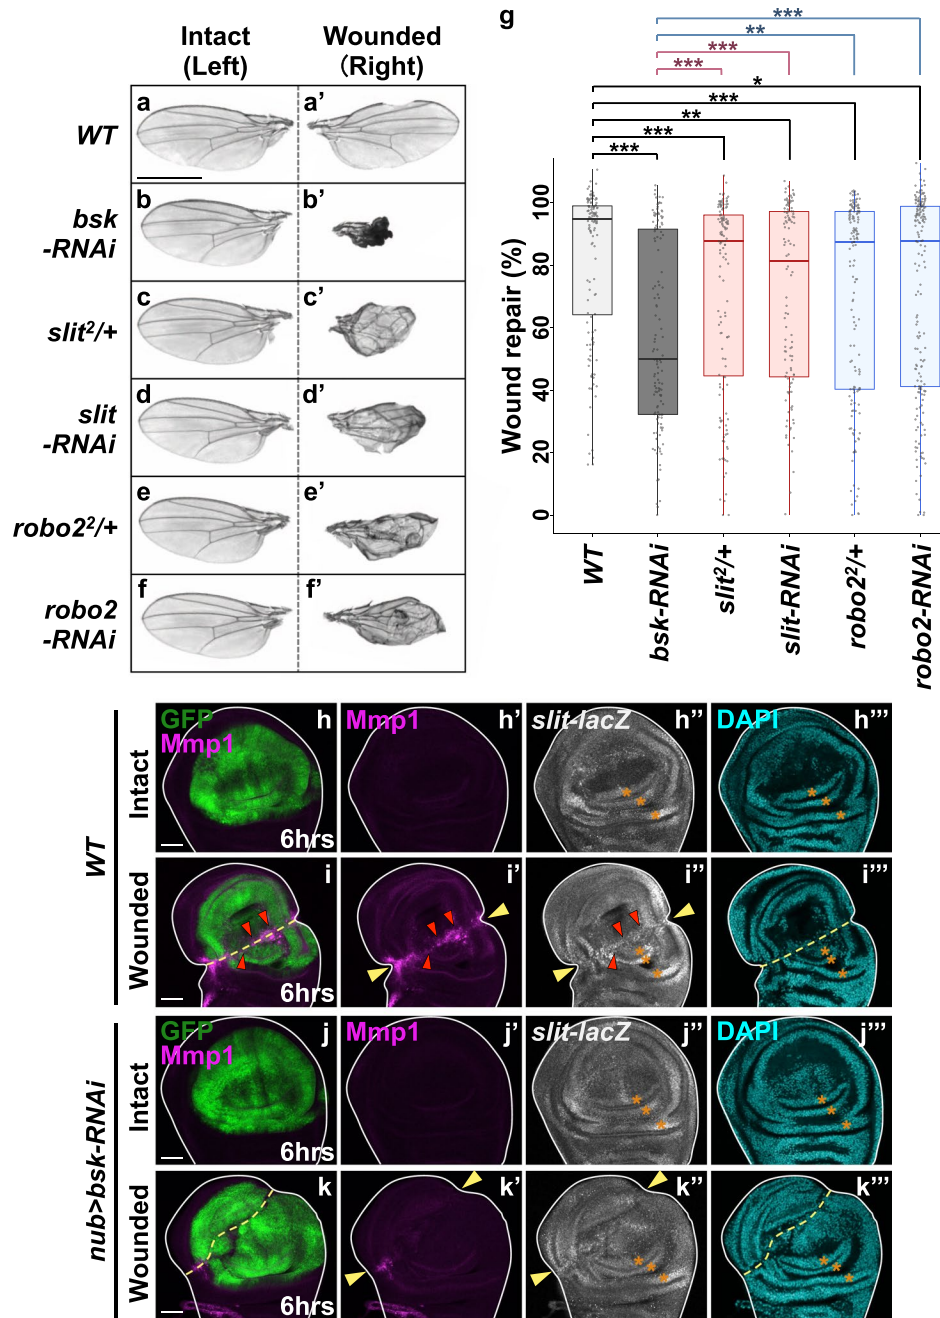 Intact
(Left)
Wounded
(Right)
WT
a
a’
bsk
-RNAi
b
b’
slit²/+
c
c’
slit
-RNAi
d
d’
robo2²/+
e
e’
robo2
-RNAi
f
f’
g
***
**
***
***
*
***
**
***
***
Wound repair (%)
100
80
60
40
20
0
WT
bsk-RNAi
slit²/+
slit-RNAi
robo2²/+
robo2-RNAi
WT
Intact
GFP
Mmp1
h
6hrs
Mmp1
h’
slit-lacZ
h’’
***
DAPI
h’’’
***
Wounded
i
6hrs
i’
i’’
***
i’’’
***
nub>bsk-RNAi
Intact
GFP
Mmp1
j
6hrs
Mmp1
j’
slit-lacZ
j’’
***
DAPI
j’’’
***
Wounded
k
6hrs
k’
k’’
***
k’’’
***